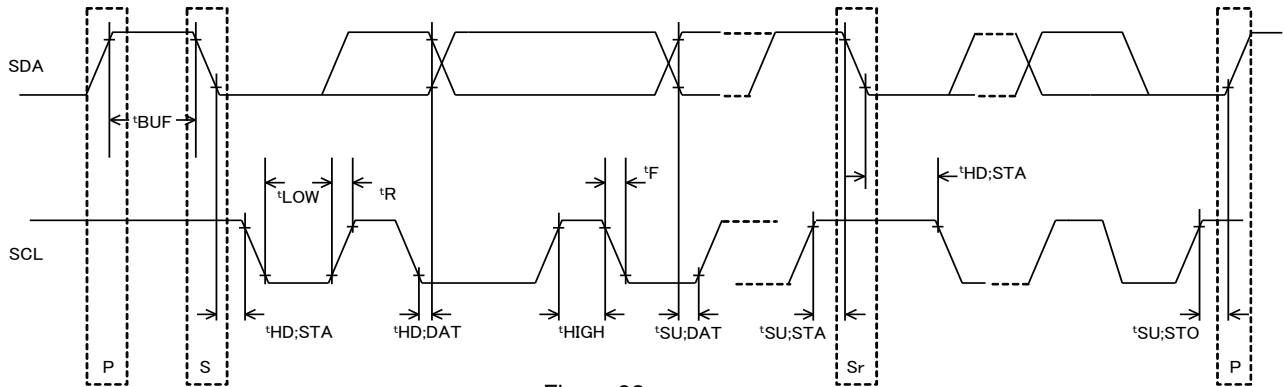 SDA
tBUF
tLOW
tR
tF
tHD;STA
SCL
tHD;STA
tHD;DAT
tHIGH
tSU;DAT
tSU;STA
tSU;STO
P
S
Sr
P